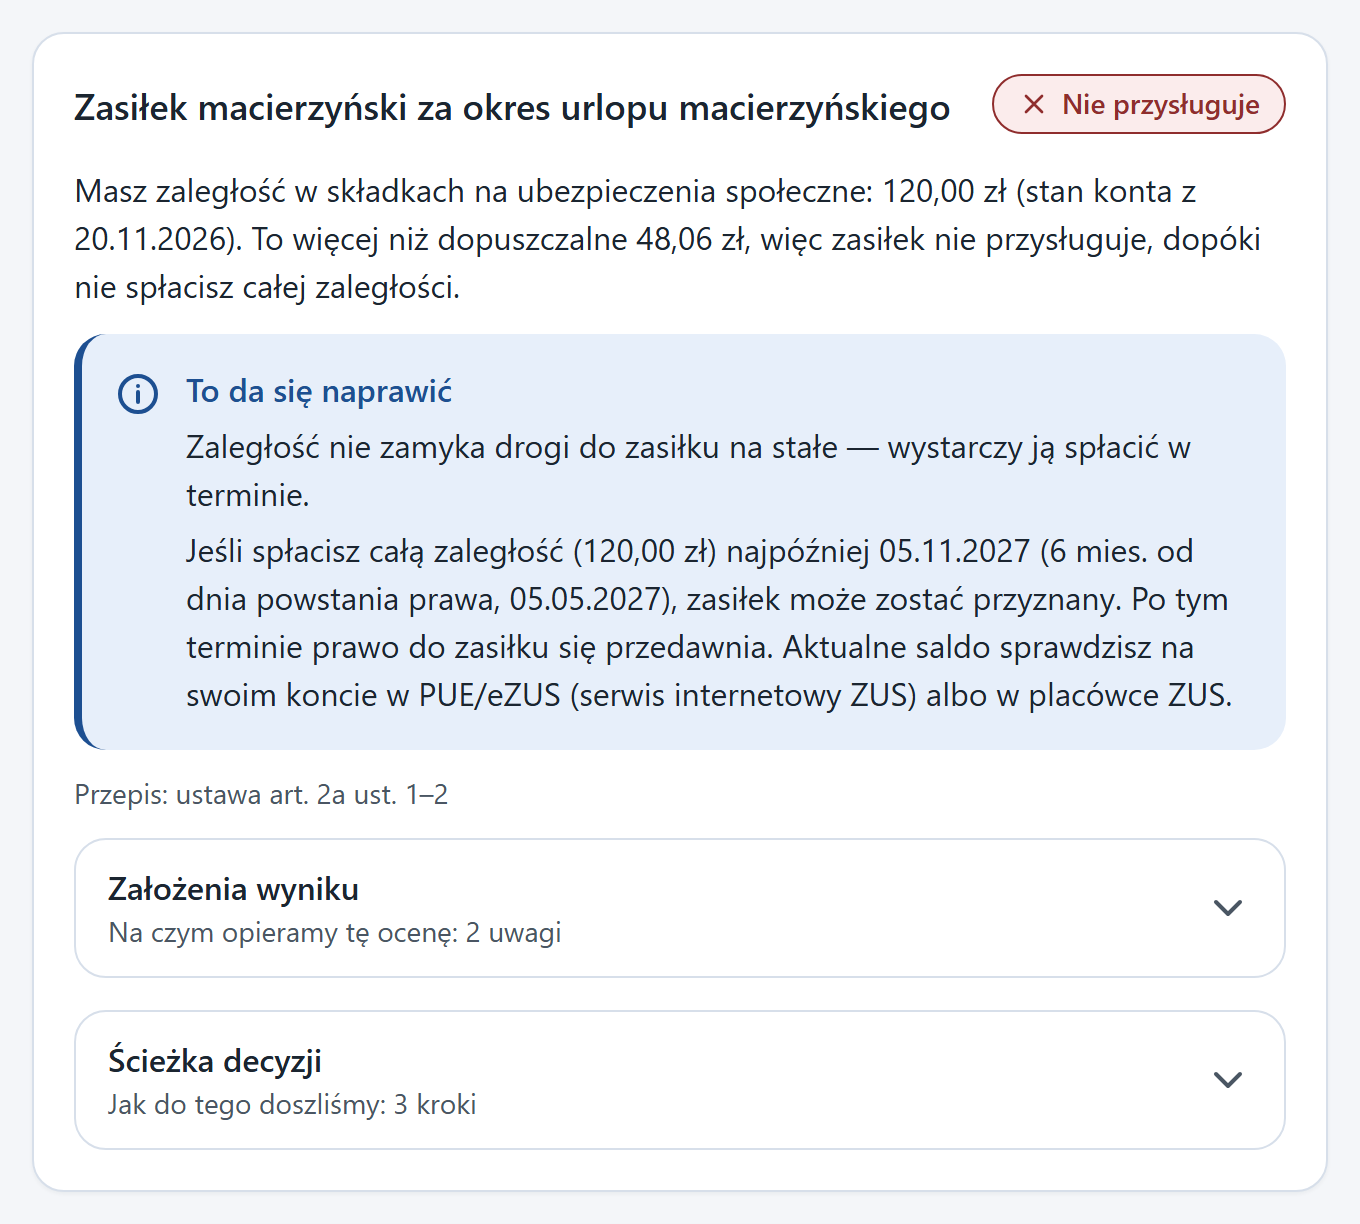 Zasiłek macierzyński za okres urlopu macierzyńskiego
Nie przysługuje
Masz zaległość w składkach na ubezpieczenia społeczne: 120,00 zł (stan konta z
20.11.2026). To więcej niż dopuszczalne 48,06 zł, więc zasiłek nie przysługuje, dopóki
nie spłacisz całej zaległości.
To da się naprawić
Zaległość nie zamyka drogi do zasiłku na stałe — wystarczy ją spłacić w
terminie.
Jeśli spłacisz całą zaległość (120,00 zł) najpóźniej 05.11.2027 (6 mies. od
dnia powstania prawa, 05.05.2027), zasiłek może zostać przyznany. Po tym
terminie prawo do zasiłku się przedawnia. Aktualne saldo sprawdzisz na
swoim koncie w PUE/eZUS (serwis internetowy ZUS) albo w placówce ZUS.
Przepis: ustawa art. 2a ust. 1–2
Założenia wyniku
Na czym opieramy tę ocenę: 2 uwagi
Ścieżka decyzji
Jak do tego doszliśmy: 3 kroki